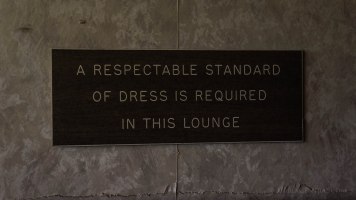 A RESPECTABLE STANDARD
OF DRESS IS REQUIRED
IN THIS LOUNGE